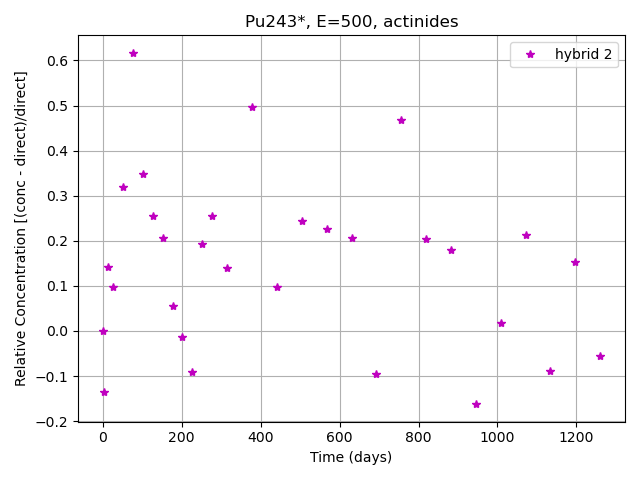 Pu243*, E=500, actinides
hybrid 2
Relative Concentration [(conc - direct)/direct]
0.6
0.5
0.4
0.3
0.2
0.1
0.0
−0.1
−0.2
0 200 400 600 800 1000 1200
Time (days)